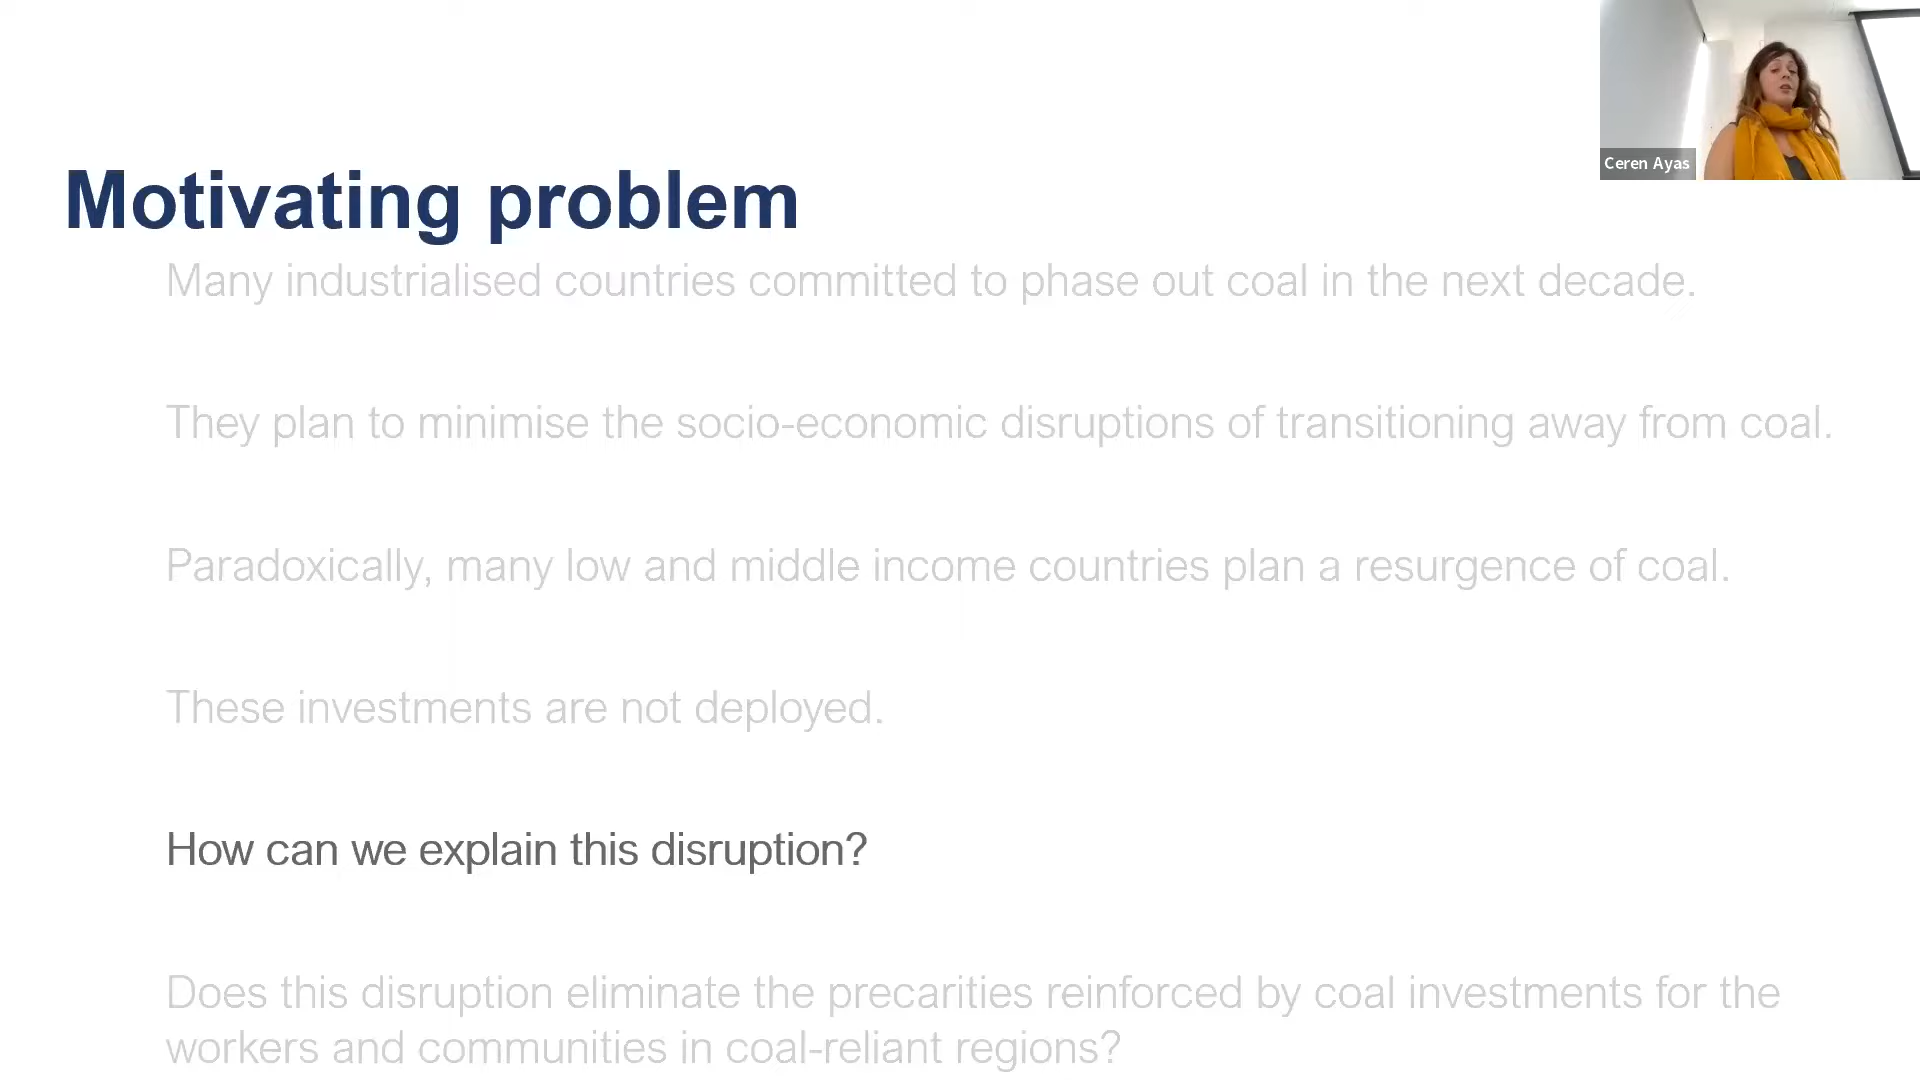 Ceren Ayas
Motivating problem
Many industrialised countries committed to phase out coal in the next decade.
They plan to minimise the socio-economic disruptions of transitioning away from coal.
Paradoxically, many low and middle income countries plan a resurgence of coal.
These investments are not deployed.
How can we explain this disruption?
Does this disruption eliminate the precarities reinforced by coal investments for the
workers and communities in coal-reliant regions?